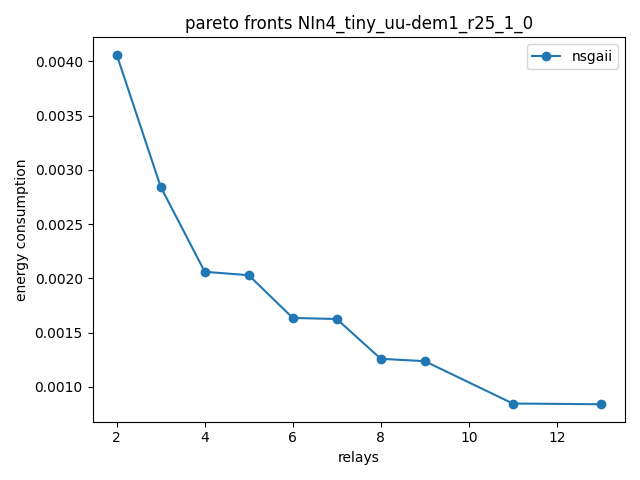 pareto fronts NIn4_tiny_uu-dem1_r25_1_0
nsgaii
energy consumption
0.0040
0.0035
0.0030
0.0025
0.0020
0.0015
0.0010
2 4 6 8 10 12
relays